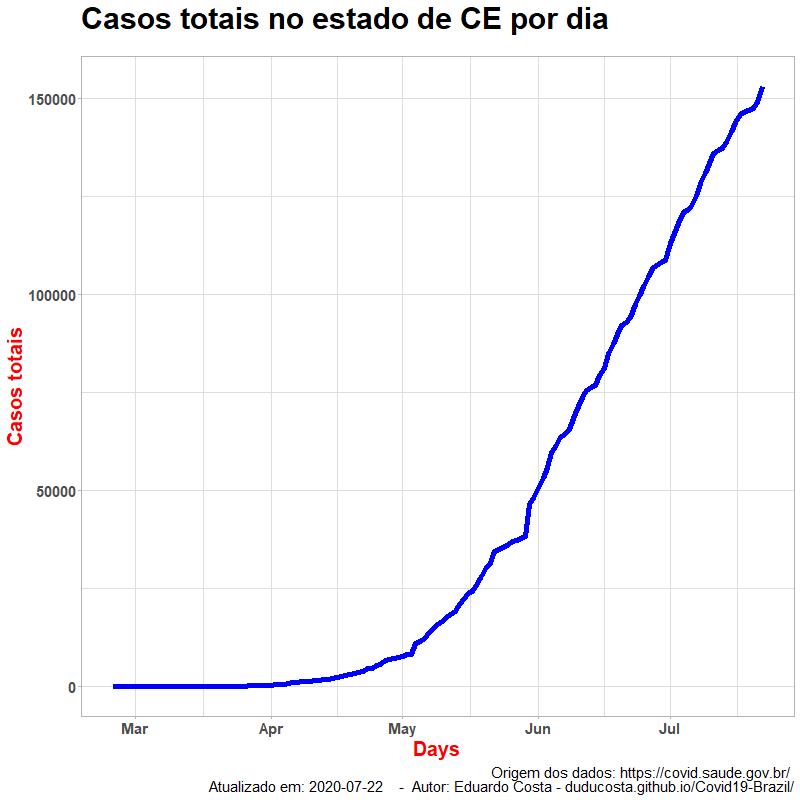 Casos totais no estado de CE por dia
150000
100000
50000
0
Casos totais
Mar Apr May Jun Jul
Days
Origem dos dados: https://covid.saude.gov.br/
Atualizado em: 2020-07-22 - Autor: Eduardo Costa - duducosta.github.io/Covid19-Brazil/